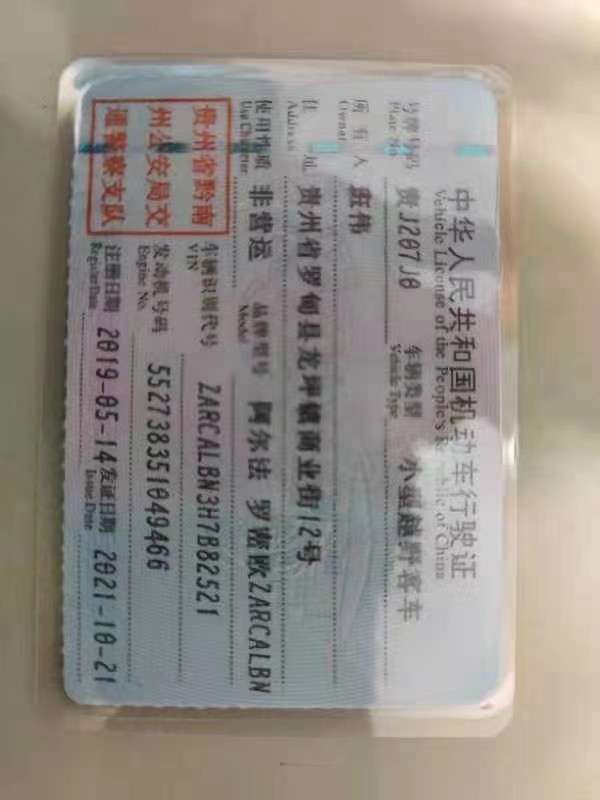 中华人民共和国机动车行驶证
Vehicle License of the People's Republic of China
号牌号码 贵J207J0 车辆类型 小型越野客车
Plate No. Vehicle Type
所有人 班伟
Owner
住址 贵州省罗甸县龙坪镇商业街12号
Address
使用性质 非营运 品牌型号 阿尔法 罗密欧ZARCALBN
Use Character Model
贵州省黔南
州公安局交
通警察支队
车辆识别代号 ZARCALBN3H7B82521
VIN
发动机号码 552738351049466
Engine No.
注册日期 2019-05-14 发证日期 2021-10-21
Register Date Issue Date